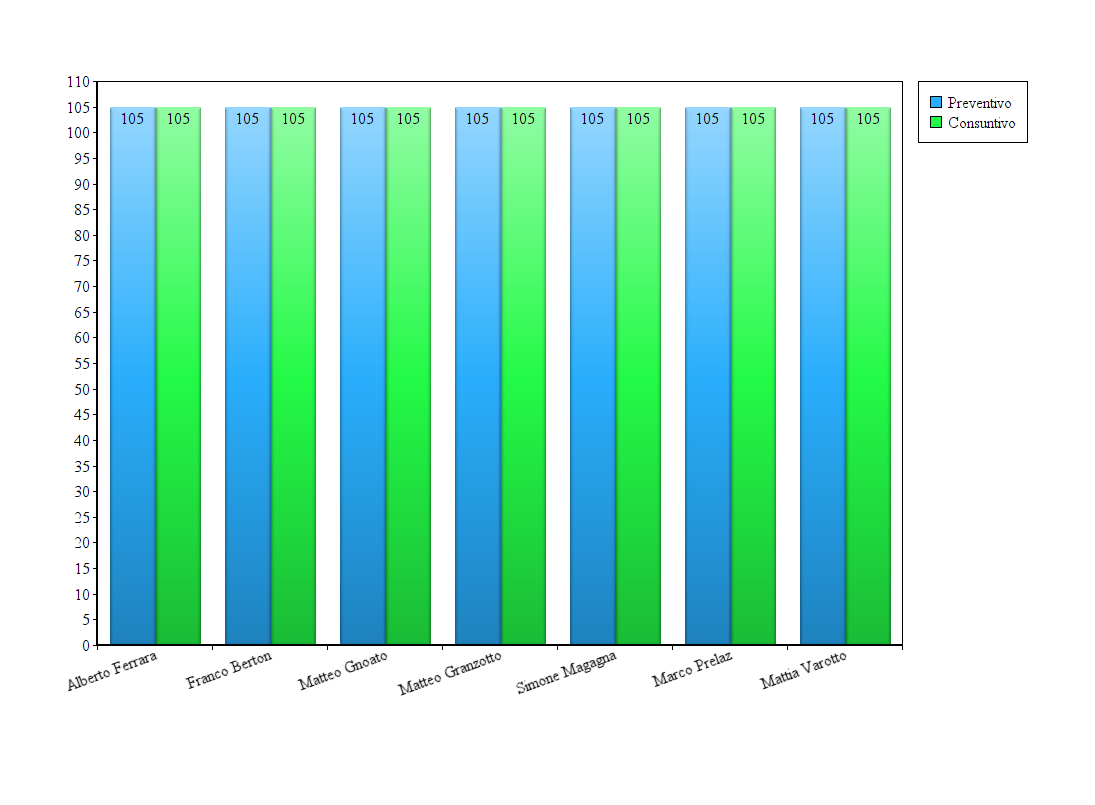 110
105
100
95
90
85
80
75
70
65
60
55
50
45
40
35
30
25
20
15
10
5
0
105 105 105 105 105 105 105 105 105 105 105 105 105 105
Alberto Ferrara
Franco Berton
Matteo Gnoato
Matteo Granzotto
Simone Magagna
Marco Prelaz
Mattia Varotto
Preventivo
Consuntivo